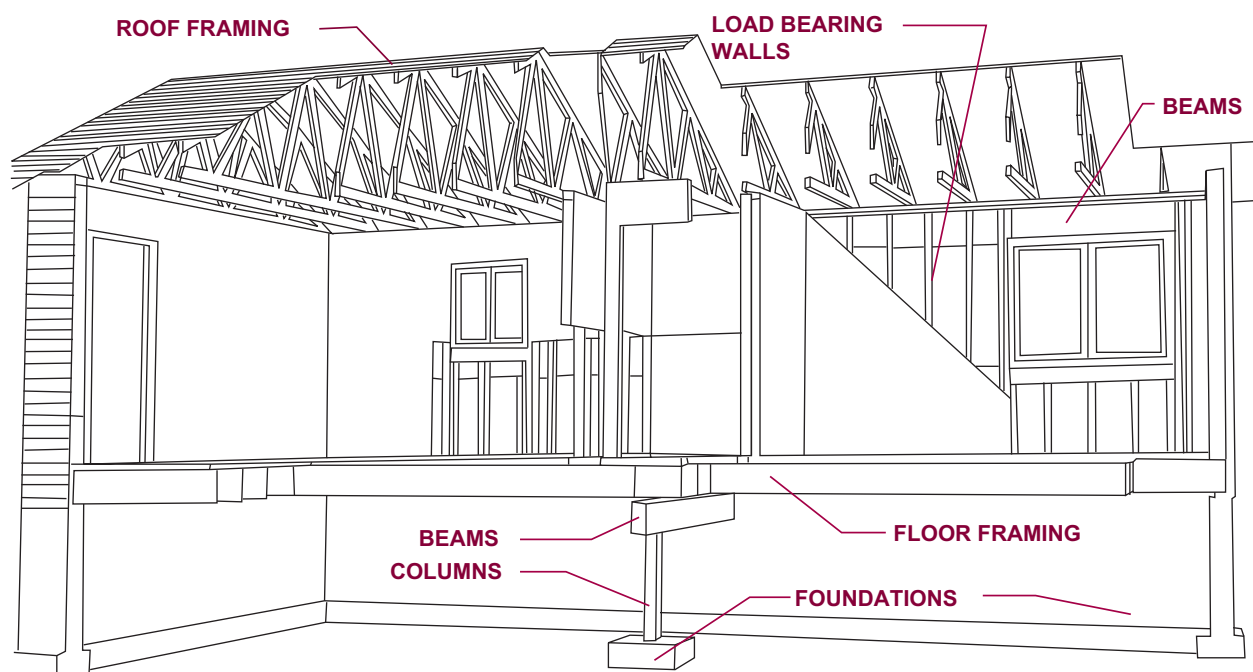 ROOF FRAMING
LOAD BEARING
WALLS
BEAMS
BEAMS
FLOOR FRAMING
COLUMNS
FOUNDATIONS